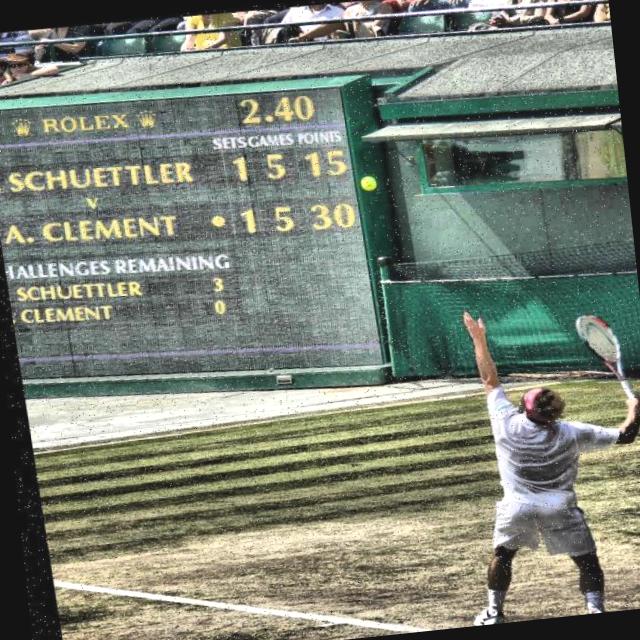 ROLEX 2.40
SETS GAMES POINTS
SCHUETTLER 1 5 15
V
A. CLEMENT • 1 5 30
HALLENGES REMAINING
SCHUETTLER 3
CLEMENT 0